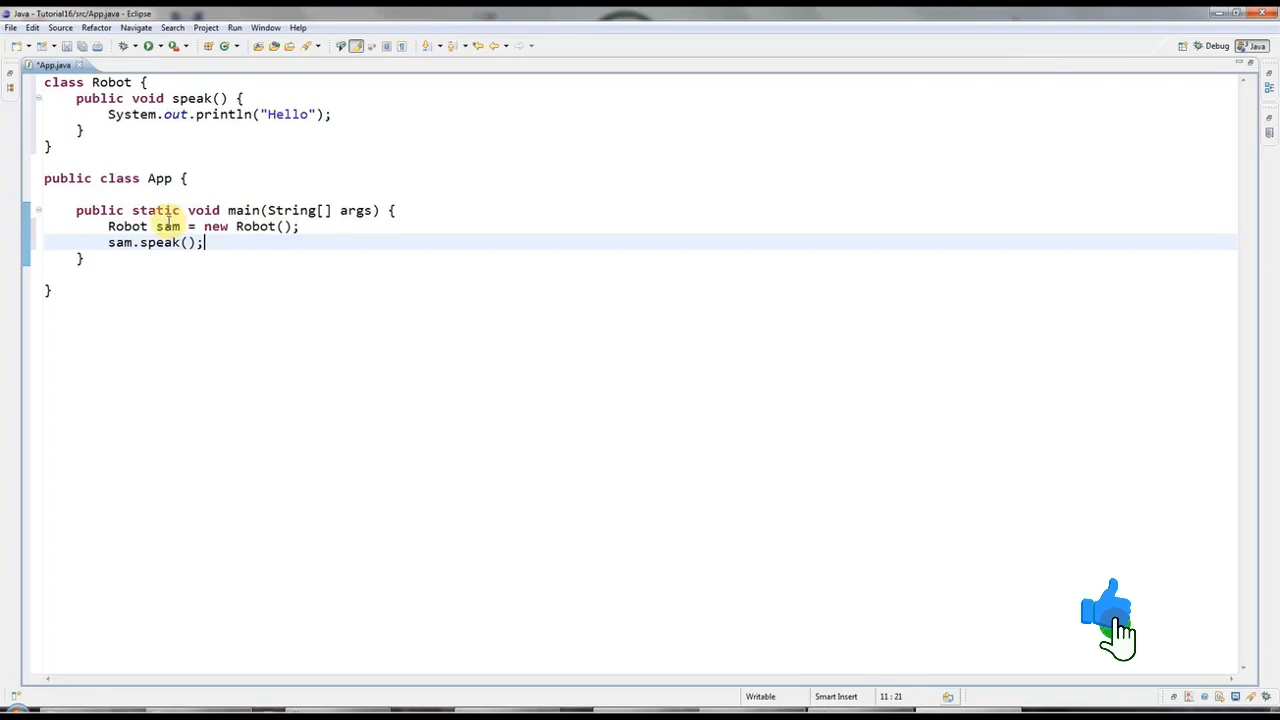 Java - Tutorial16/src/App.java - Eclipse
File Edit Source Refactor Navigate Search Project Run Window Help
Debug Java
*App.java
class Robot {
public void speak() {
System.out.println("Hello");
}
}
public class App {
public static void main(String[] args) {
Robot sam = new Robot();
sam.speak();
}
}
Writable Smart Insert 11 : 21